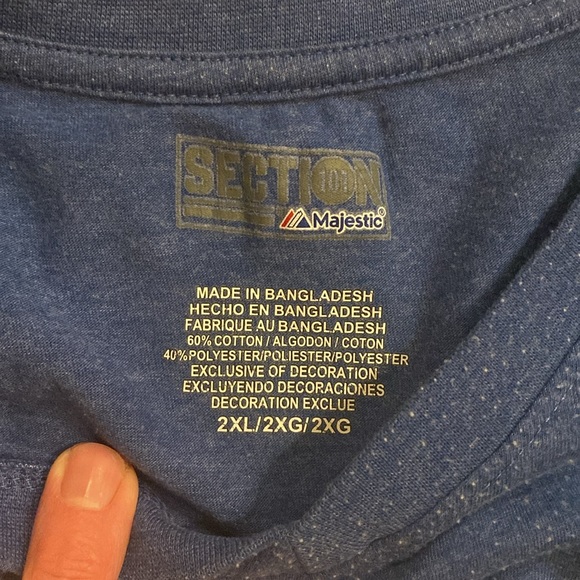 SECTION 101
Majestic®
MADE IN BANGLADESH
HECHO EN BANGLADESH
FABRIQUE AU BANGLADESH
60% COTTON / ALGODON / COTON
40%POLYESTER/POLIESTER/POLYESTER
EXCLUSIVE OF DECORATION
EXCLUYENDO DECORACIONES
DECORATION EXCLUE
2XL/2XG/2XG